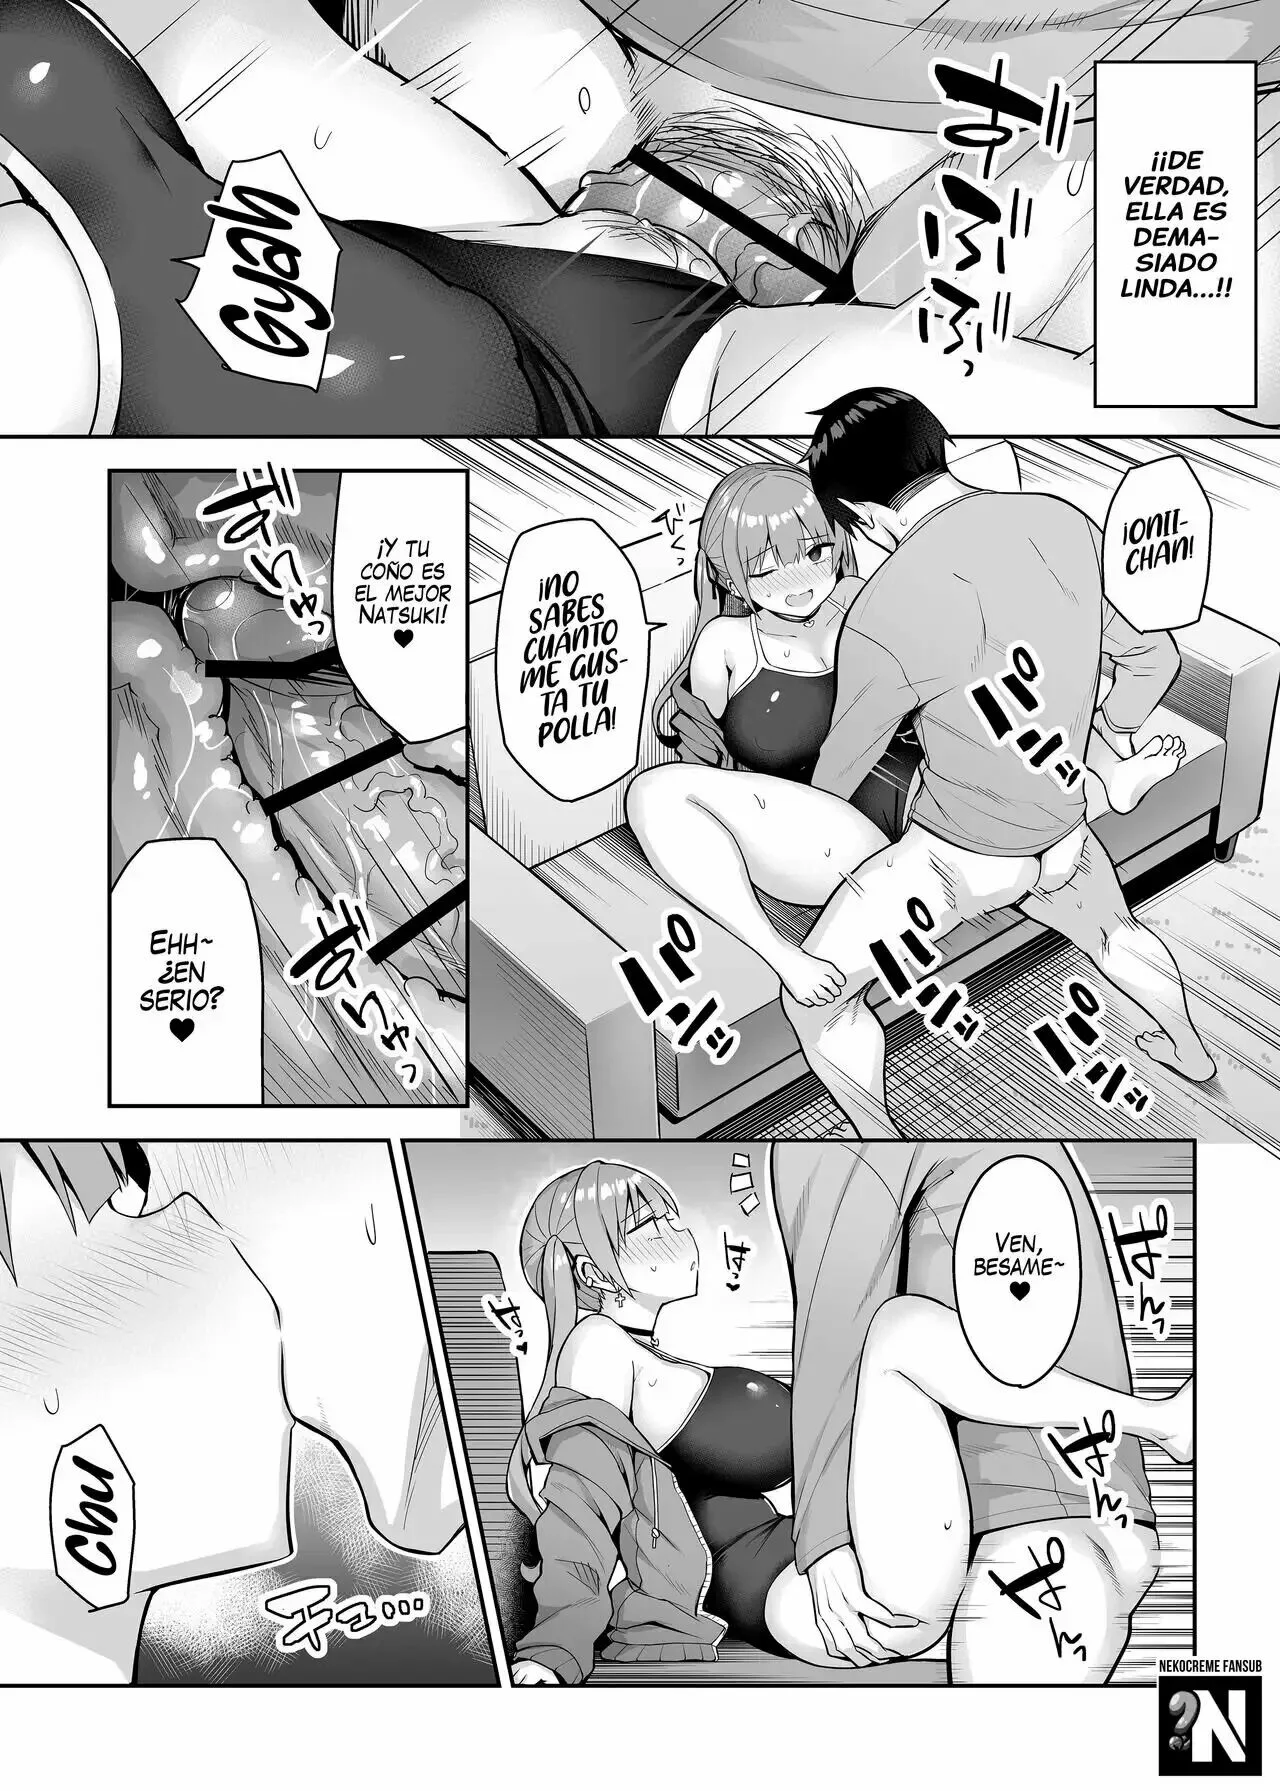 ¡¡DE
VERDAD,
ELLA ES
DEMA-
SIADO
LINDA...!!
Gyah
¡ONII-
CHAN!
¡NO
SABES
CUÁNTO
ME GUS-
TA TU
POLLA!
¡Y TU
COÑO ES
EL MEJOR
NATSUKI!
♥
EHH~
¿EN
SERIO?
♥
VEN,
BESAME~
♥
Chu
チュ...
NEKOCREME FANSUB
?N